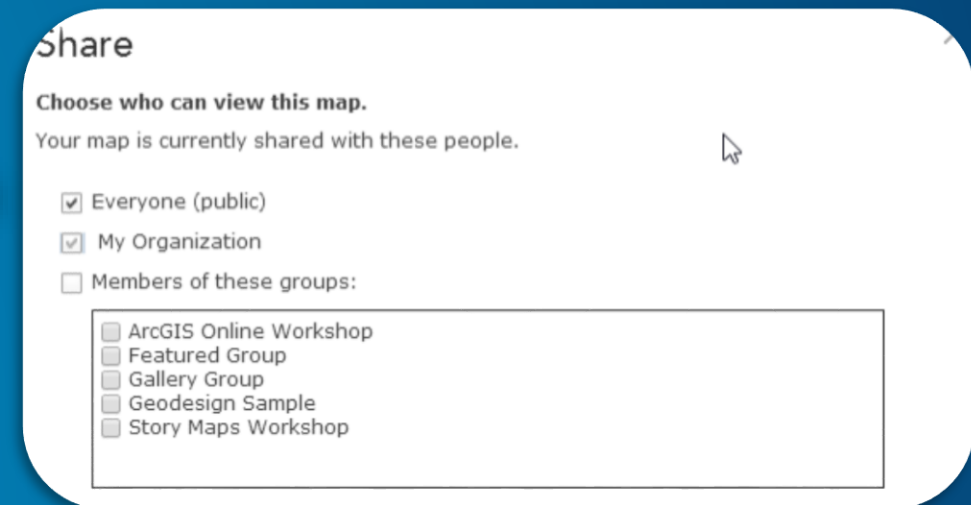 Share
Choose who can view this map.
Your map is currently shared with these people.
Everyone (public)
My Organization
Members of these groups:
ArcGIS Online Workshop
Featured Group
Gallery Group
Geodesign Sample
Story Maps Workshop